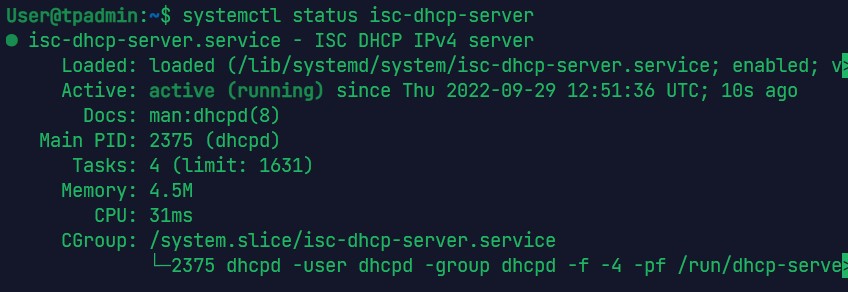 User@tpadmin:~$ systemctl status isc-dhcp-server
● isc-dhcp-server.service - ISC DHCP IPv4 server
     Loaded: loaded (/lib/systemd/system/isc-dhcp-server.service; enabled; v>
     Active: active (running) since Thu 2022-09-29 12:51:36 UTC; 10s ago
       Docs: man:dhcpd(8)
   Main PID: 2375 (dhcpd)
      Tasks: 4 (limit: 1631)
     Memory: 4.5M
        CPU: 31ms
     CGroup: /system.slice/isc-dhcp-server.service
             └─2375 dhcpd -user dhcpd -group dhcpd -f -4 -pf /run/dhcp-serve>